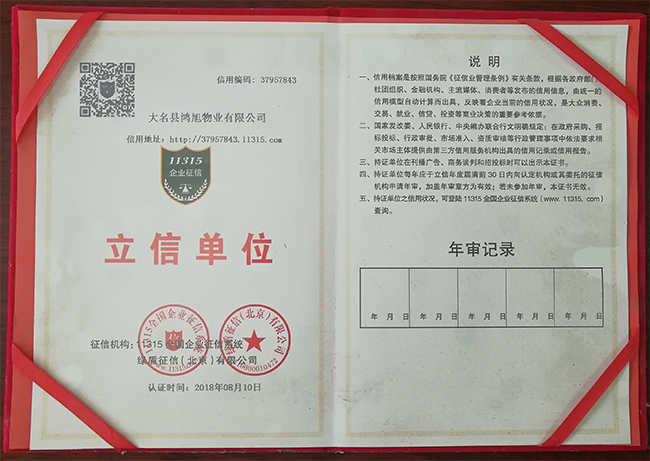 信用编码: 37957843
大名县鸿旭物业有限公司
信用地址: http://37957843.11315.com
11315
企业征信
立信单位
征信机构: 11315 全国企业征信系统
绿盾征信(北京)有限公司
认证时间: 2018年08月10日
说 明
一、信用档案是按照国务院《征信业管理条例》有关条款, 根据各政府部门、
社团组织、金融机构、主流媒体、消费者等发布的信用信息, 由统一的
信用模型自动计算而出具, 反映着企业当前的信用状况, 是大众消费、
交易、就业、信贷、投资等商业决策的重要参考依据。
二、国家发改委、人民银行、中央编办联合行文明确规定: 在政府采购、招
标投标、行政审批、市场准入、资质审核等行政管理事项中依法要求相
关市场主体提供由第三方信用服务机构出具的信用记录或信用报告。
三、持证单位在刊播广告、商务谈判和招投标时可以出示本证书。
四、持证单位每年应于立信年度届满前 30 日内向认定机构或其委托的征信
机构申请年审, 加盖年审章方为有效; 若未参加年审, 本证书无效。
五、持证单位之信用状况, 可登陆 11315 全国企业征信系统 (www. 11315. com)
查询。
年审记录
年 月 日 年 月 日 年 月 日 年 月 日 年 月 日